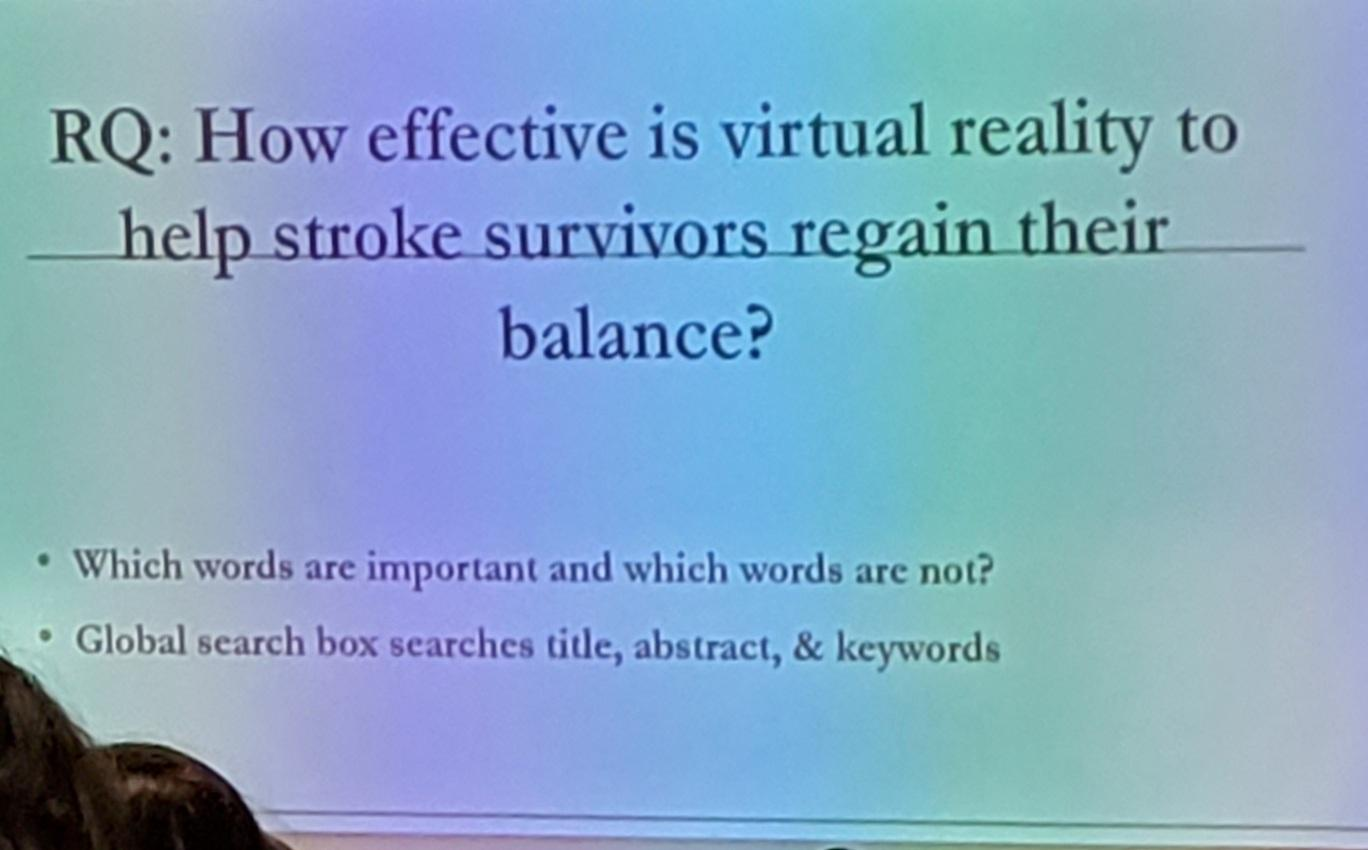 RQ: How effective is virtual reality to
help stroke survivors regain their
balance?
• Which words are important and which words are not?
• Global search box searches title, abstract, & keywords